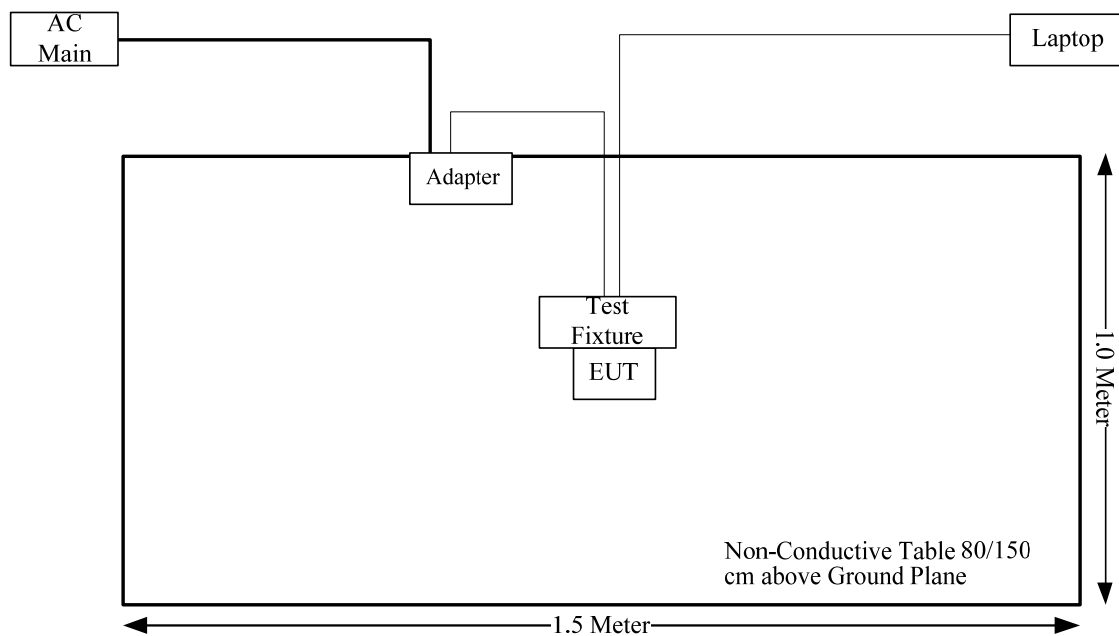 AC
Main
Laptop
Adapter
Test
Fixture
EUT
1.0 Meter
Non-Conductive Table 80/150
cm above Ground Plane
1.5 Meter